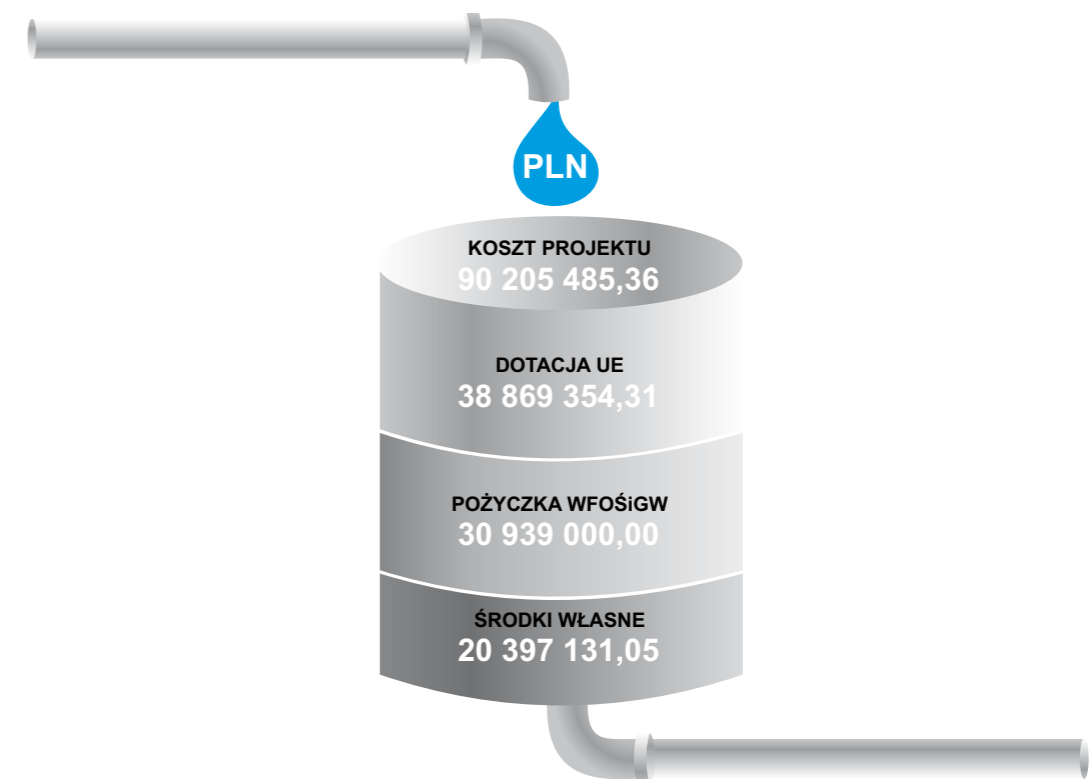 PLN
KOSZT PROJEKTU
90 205 485,36
DOTACJA UE
38 869 354,31
POŻYCZKA WFOŚiGW
30 939 000,00
ŚRODKI WŁASNE
20 397 131,05